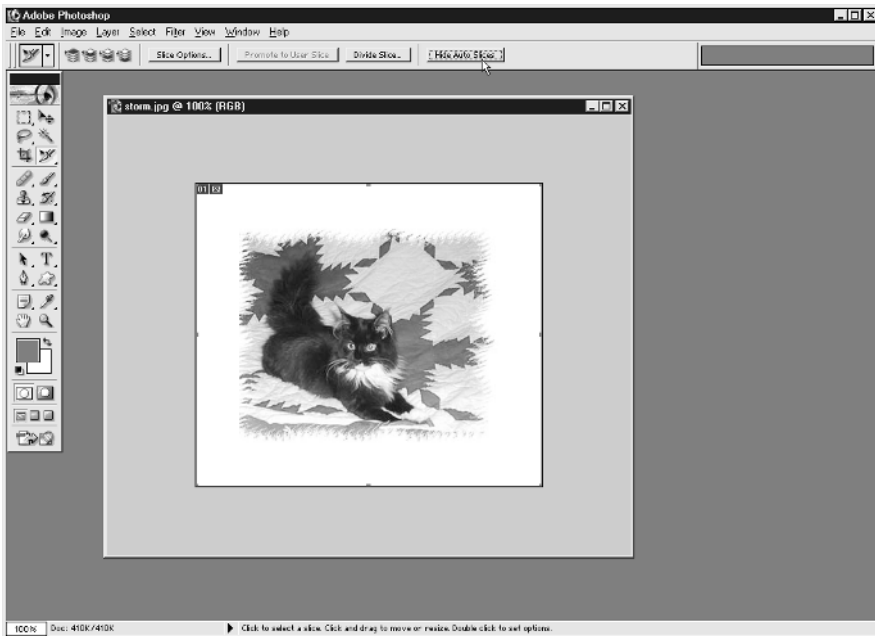 Adobe Photoshop
File Edit Image Layer Select Filter View Window Help
Slice Options... Promote to User Slice Divide Slice... Hide Auto Slices
storm.jpg @ 100% (RGB)
01
T
100% Doc: 410K/410K Click to select a slice. Click and drag to move or resize. Double click to set options.